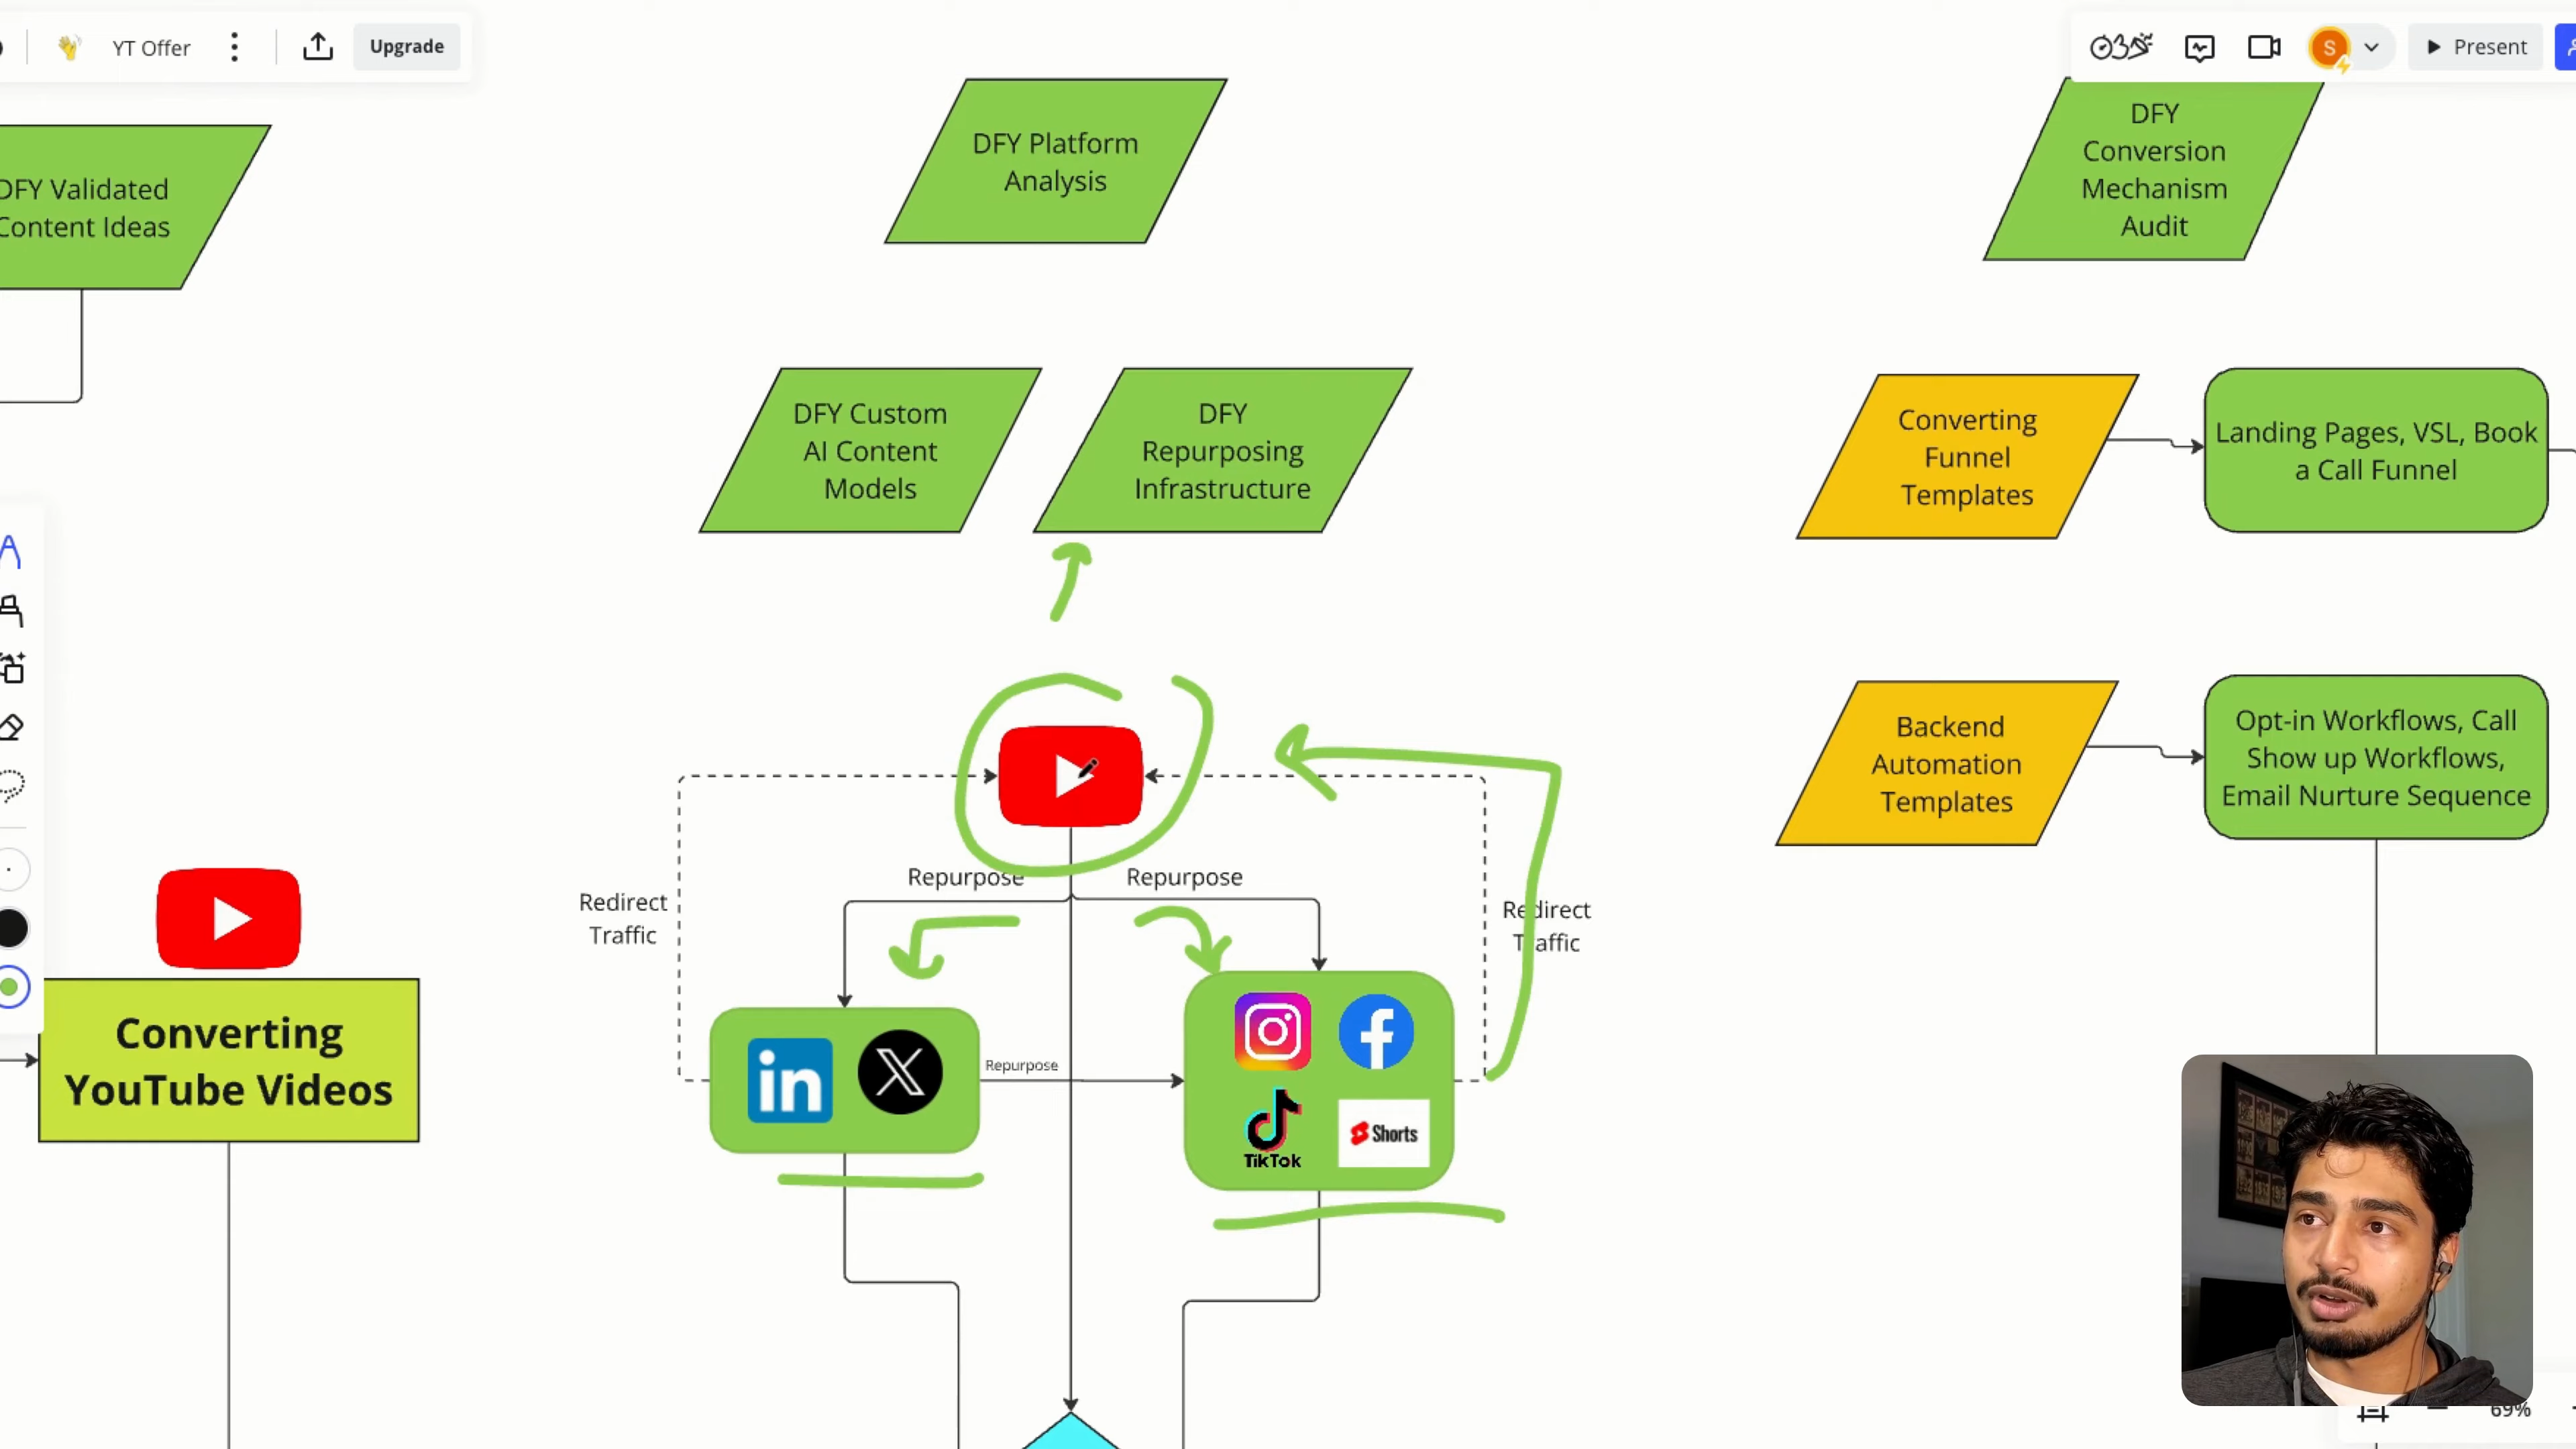 YT Offer
Upgrade
S
Present
DFY Validated
Content Ideas
DFY Platform
Analysis
DFY
Conversion
Mechanism
Audit
DFY Custom
AI Content
Models
DFY
Repurposing
Infrastructure
Converting
Funnel
Templates
Landing Pages, VSL, Book
a Call Funnel
Backend
Automation
Templates
Opt-in Workflows, Call
Show up Workflows,
Email Nurture Sequence
Repurpose
Repurpose
Redirect
Traffic
Redirect
Traffic
Converting
YouTube Videos
in
X
Repurpose
f
TikTok
Shorts
69%